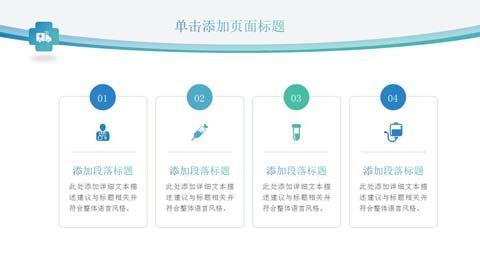 单击添加页面标题
01
02
03
04
添加段落标题
此处添加详细文本描
述建议与标题相关并
符合整体语言风格。
添加段落标题
此处添加详细文本描
述建议与标题相关并
符合整体语言风格。
添加段落标题
此处添加详细文本描
述建议与标题相关并
符合整体语言风格。
添加段落标题
此处添加详细文本描
述建议与标题相关并
符合整体语言风格。